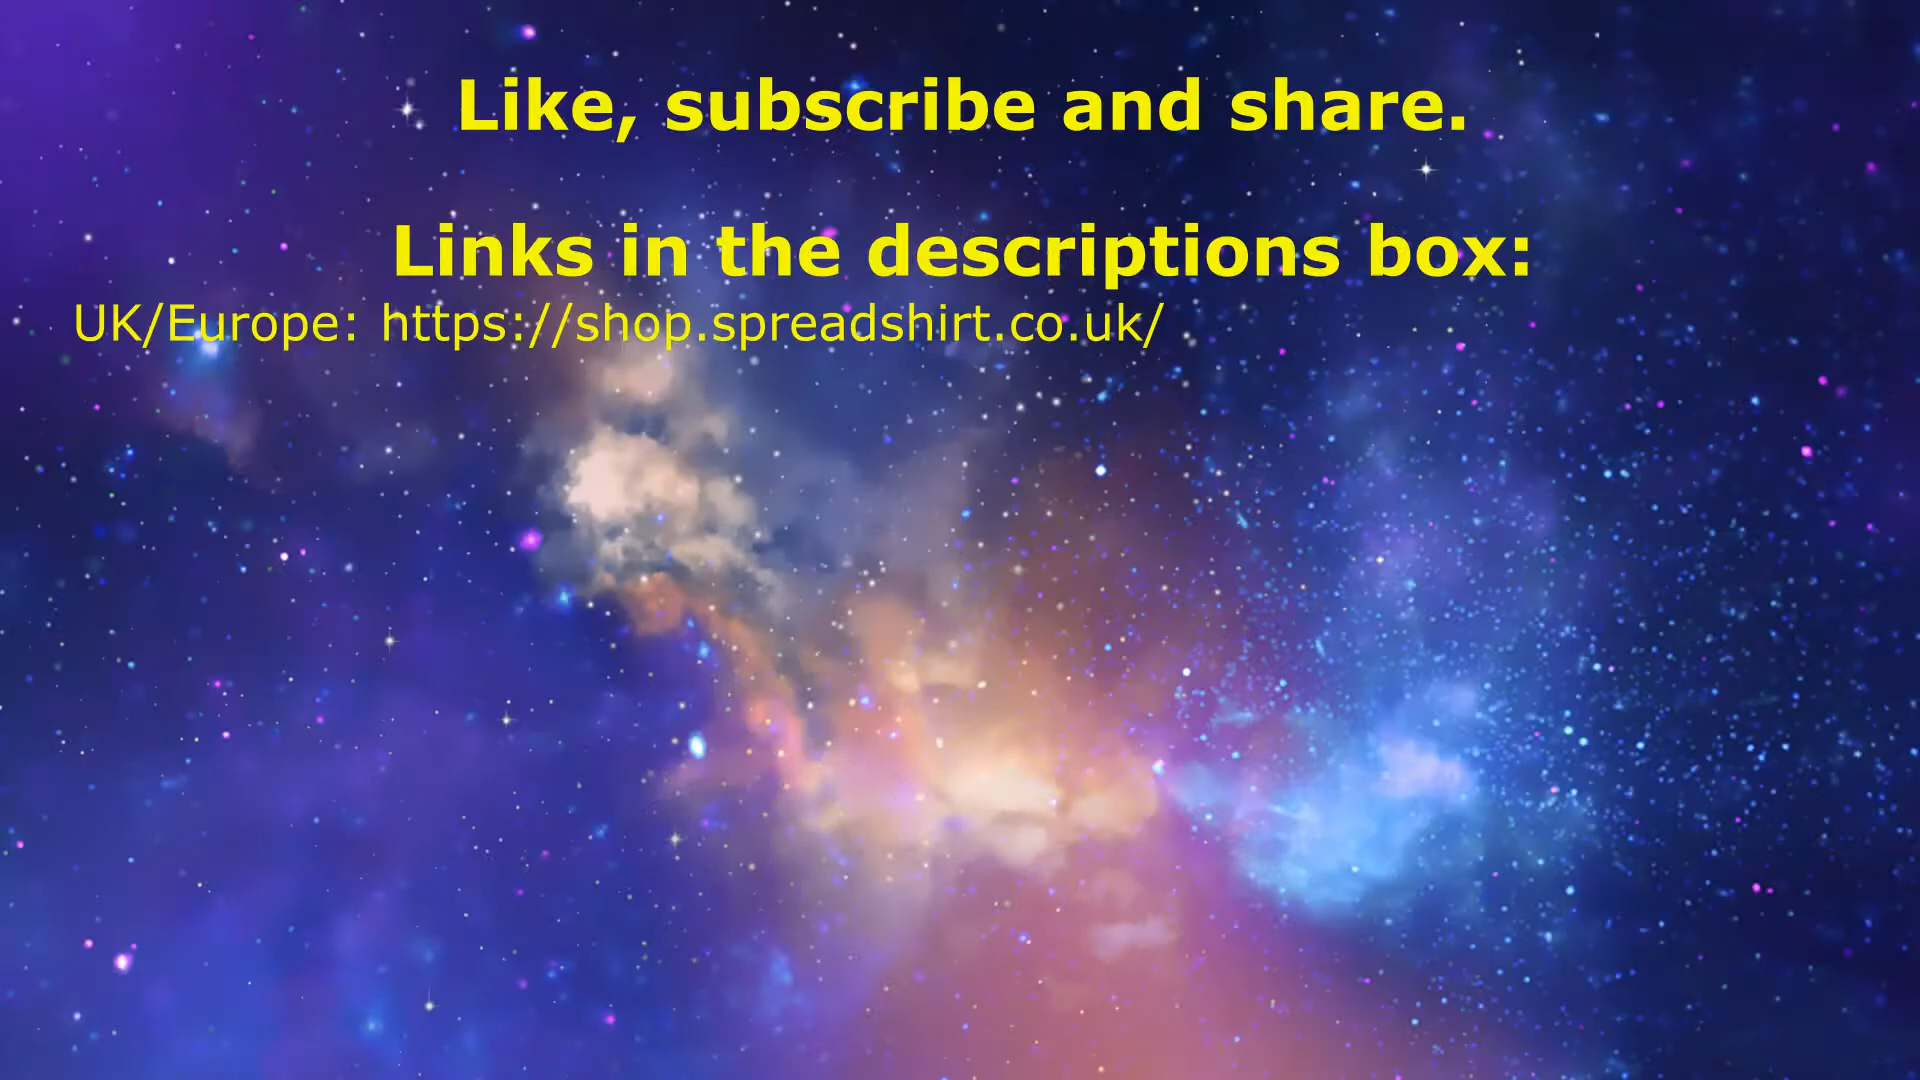 Like, subscribe and share.
Links in the descriptions box:
UK/Europe: https://shop.spreadshirt.co.uk/